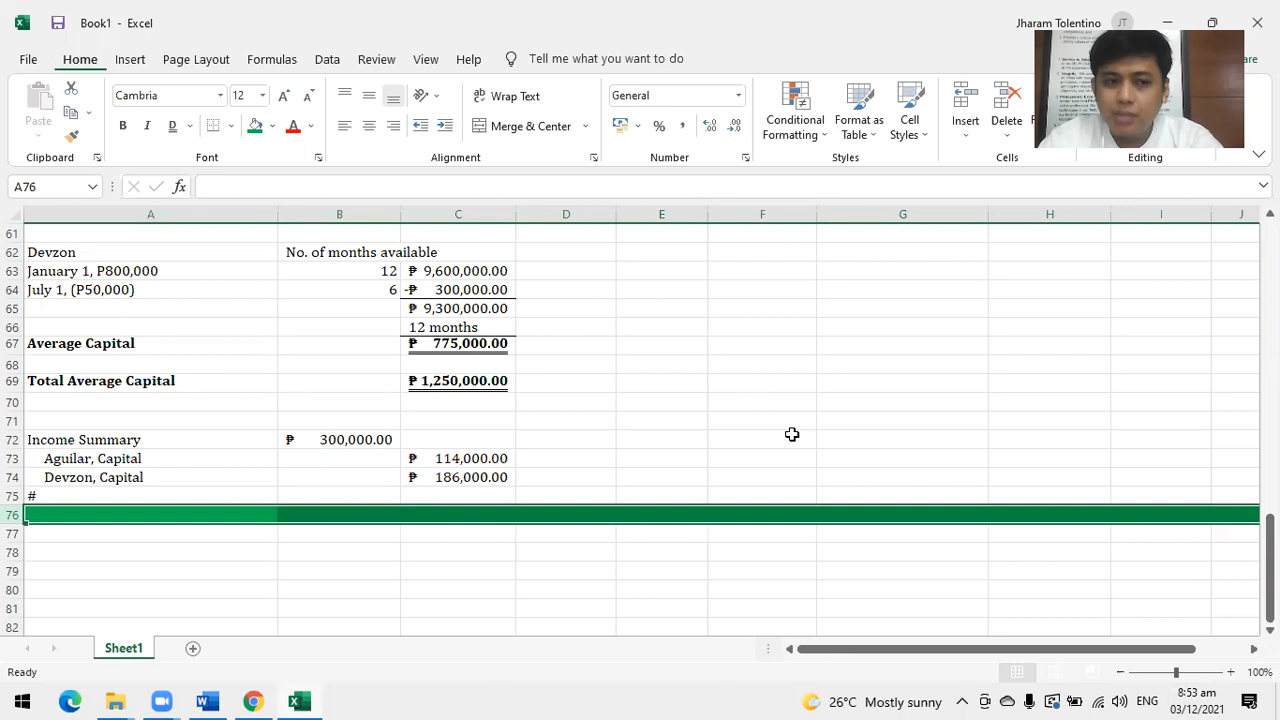 Book1 - Excel
Jharam Tolentino
JT
File Home Insert Page Layout Formulas Data Review View Help Tell me what you want to do
Paste
Cambria 12
B I D A
Wrap Text
Merge & Center
General
% ,
Conditional Formatting
Format as Table
Cell Styles
Insert
Delete
Clipboard Font Alignment Number Styles Cells Editing
A76 fx
A B C D E F G H I J
61
62 Devzon No. of months available
63 January 1, P800,000 12 ₱ 9,600,000.00
64 July 1, (P50,000) 6 -₱ 300,000.00
65 ₱ 9,300,000.00
66 12 months
67 Average Capital ₱ 775,000.00
68
69 Total Average Capital ₱ 1,250,000.00
70
71
72 Income Summary ₱ 300,000.00
73 Aguilar, Capital ₱ 114,000.00
74 Devzon, Capital ₱ 186,000.00
75 #
76
77
78
79
80
81
82
Sheet1
Ready 100%
26°C Mostly sunny ENG 8:53 am
03/12/2021